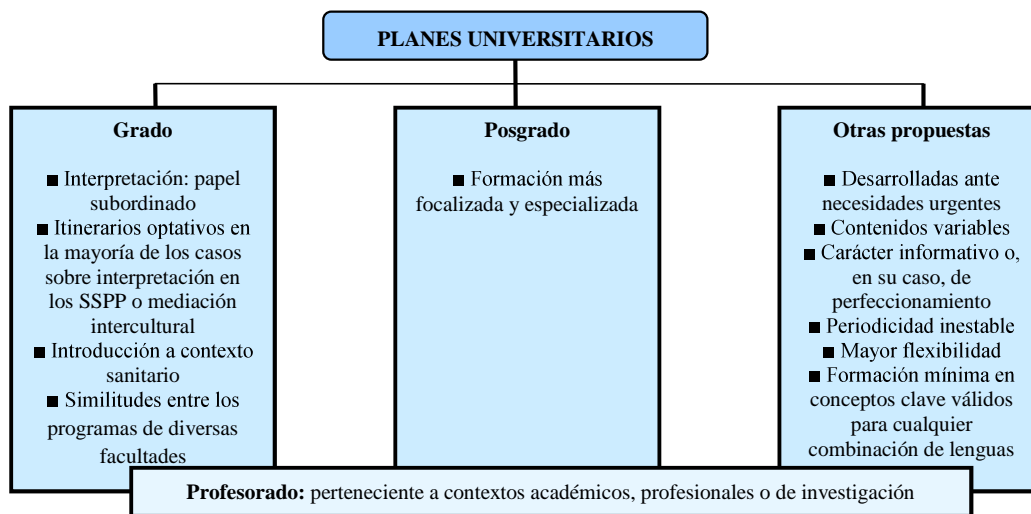 PLANES UNIVERSITARIOS
Grado
■ Interpretación: papel
subordinado
■ Itinerarios optativos en
la mayoría de los casos
sobre interpretación en
los SSPP o mediación
intercultural
■ Introducción a contexto
sanitario
■ Similitudes entre los
programas de diversas
facultades
Posgrado
■ Formación más
focalizada y especializada
Otras propuestas
■ Desarrolladas ante
necesidades urgentes
■ Contenidos variables
■ Carácter informativo o,
en su caso, de
perfeccionamiento
■ Periodicidad inestable
■ Mayor flexibilidad
■ Formación mínima en
conceptos clave válidos
para cualquier
combinación de lenguas
Profesorado: perteneciente a contextos académicos, profesionales o de investigación